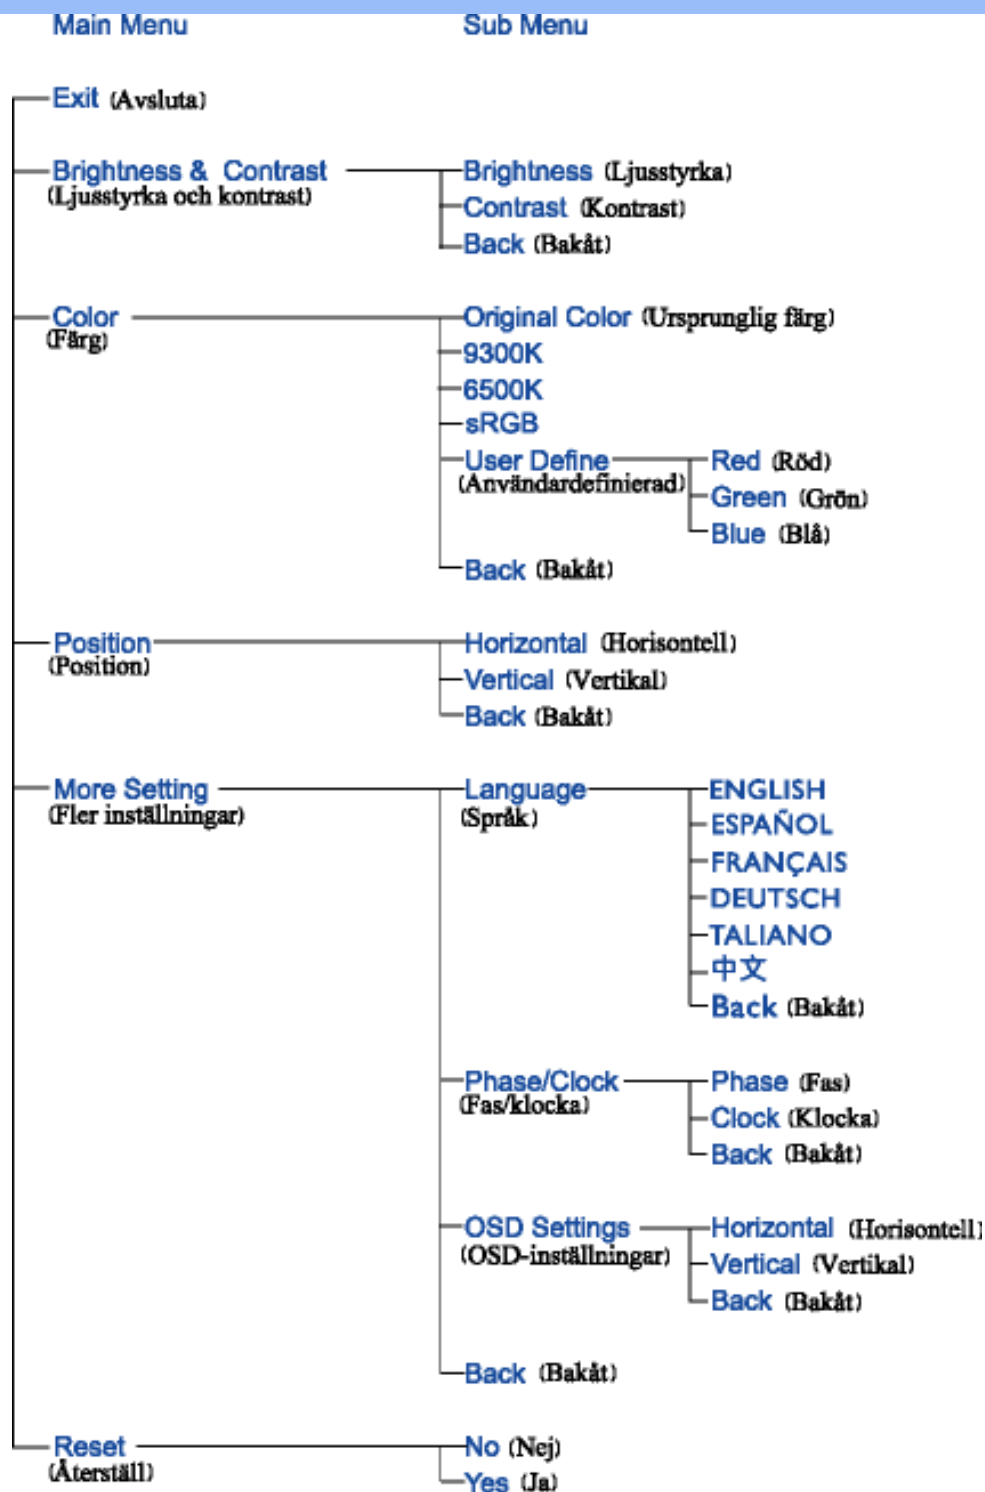 Main Menu Sub Menu
Exit (Avsluta)
Brightness & Contrast Brightness (Ljusstyrka)
(Ljusstyrka och kontrast)
Contrast (Kontrast)
Back (Bakåt)
Color Original Color (Ursprunglig färg)
(Färg)
9300K
6500K
sRGB
User Define Red (Röd)
(Användardefinierad)
Green (Grön)
Blue (Blå)
Back (Bakåt)
Position Horizontal (Horisontell)
(Position)
Vertical (Vertikal)
Back (Bakåt)
More Setting Language ENGLISH
(Fler inställningar) (Språk)
ESPAÑOL
FRANÇAIS
DEUTSCH
TALIANO
中文
Back (Bakåt)
Phase/Clock Phase (Fas)
(Fas/klocka)
Clock (Klocka)
Back (Bakåt)
OSD Settings Horizontal (Horisontell)
(OSD-inställningar)
Vertical (Vertikal)
Back (Bakåt)
Back (Bakåt)
Reset No (Nej)
(Återställ)
Yes (Ja)